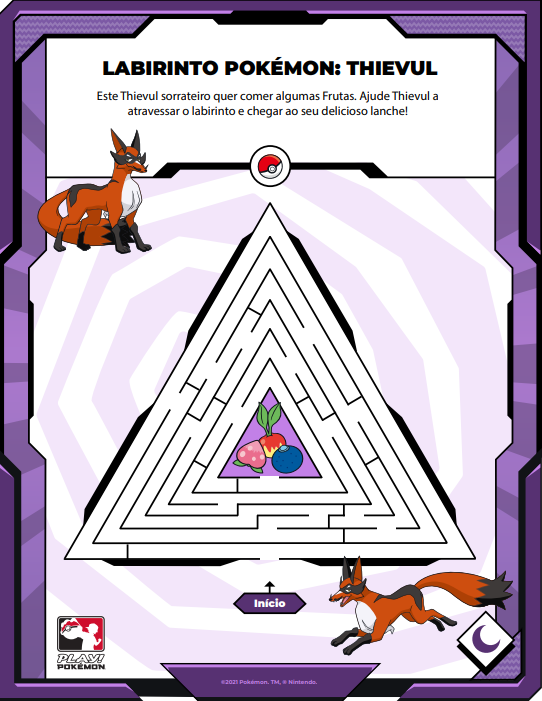 LABIRINTO POKÉMON: THIEVUL
Este Thievul sorrateiro quer comer algumas Frutas. Ajude Thievul a
atravessar o labirinto e chegar ao seu delicioso lanche!
Início
PLAY!
POKÉMON
©2021 Pokémon. TM, ® Nintendo.